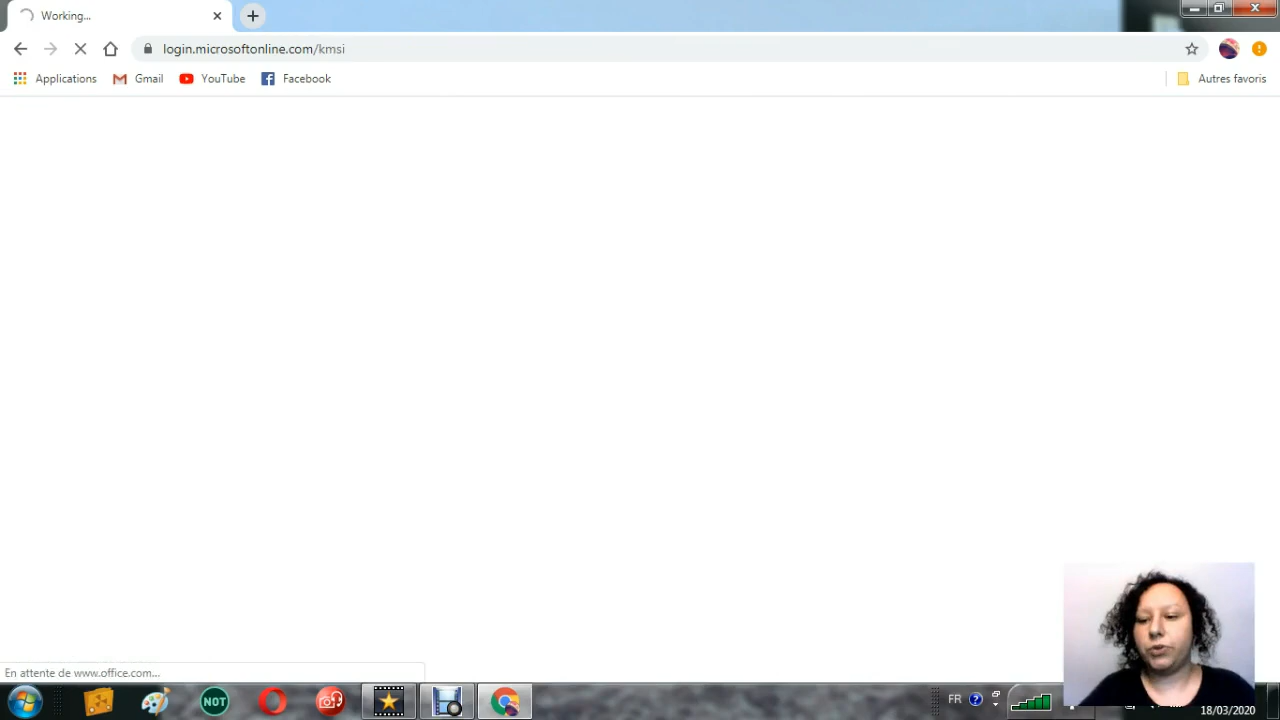 Working...
login.microsoftonline.com/kmsi
Applications Gmail YouTube Facebook Autres favoris
En attente de www.office.com...
NOT
FR
18/03/2020